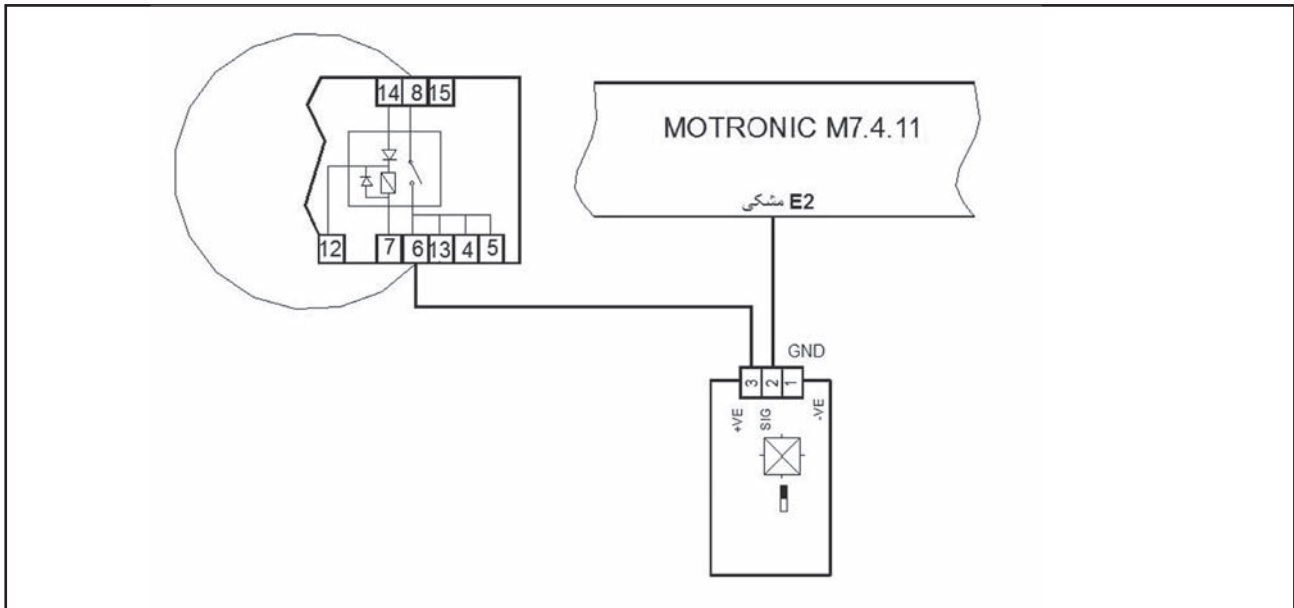 14 8 15
MOTRONIC M7.4.11
E2 مشکی
12 7 6 13 4 5
GND
3 2 1
+VE SIG -VE